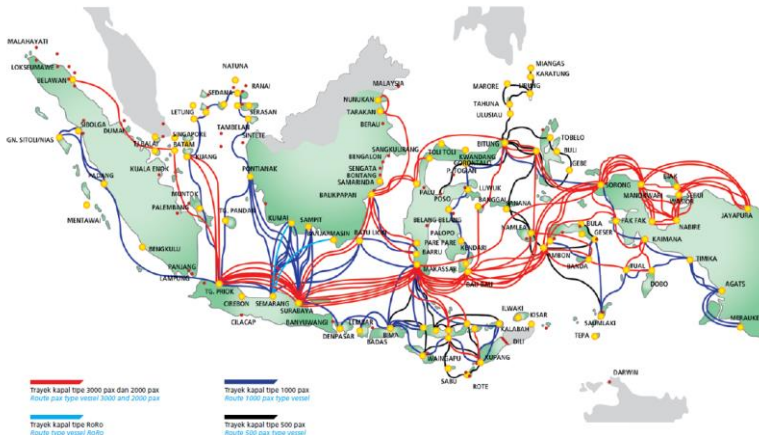 MALAHAYATI
LOKSEUMAWE
BELAWAN
SIBOLGA
GN. SITOLI/NIAS
DUMAI
PADANG
MENTAWAI
BENGKULU
PANJANG
LAMPUNG
PALEMBANG
MUNTOK
KUALA ENOK
SINGAPORE
BATAM
KIJANG
NATUNA
SEDANAU
RANAI
LETUNG
SERASAN
TAMBELAN
SINTETE
PONTIANAK
TG. PANDAN
TG. PRIOK
CIREBON
CILACAP
SEMARANG
SURABAYA
BANYUWANGI
DENPASAR
LEMBAR
BADAS
BIMA
KUMAI
SAMPIT
BANJARMASIN
BATU LICIN
BALIKPAPAN
SAMARINDA
BONTANG
SENGATA
BENGALON
SANGKULIRANG
BERAU
TARAKAN
NUNUKAN
MALAYSIA
TOLI TOLI
KWANDANG
GORONTALO
BITUNG
PALU
POSO
LUWUK
BANGGAI
BELANG BELANG
PALOPO
PARE PARE
BARRU
MAKASSAR
KENDARI
BAU BAU
MIANGAS
KARATUNG
LIRUNG
MARORE
TAHUNA
ULUSIAU
TOBELO
BULI
GEBE
SANANA
NAMLEA
AMBON
BANDA
BULA
GESER
FAK FAK
SORONG
MANOKWARI
BIAK
SERUI
WASIOR
NABIRE
JAYAPURA
KAIMANA
TIMIKA
TUAL
DOBO
AGATS
MERAUKE
SAUMLAKI
TEPA
ILWAKI
KISAR
KALABAHI
DILI
KUPANG
ROTE
SABU
WAINGAPU
DARWIN
Trayek kapal tipe 3000 pax dan 2000 pax
Route pax type vessel 3000 and 2000 pax
Trayek kapal tipe 1000 pax
Route 1000 pax type vessel
Trayek kapal tipe RoRo
Route type vessel RoRo
Trayek kapal tipe 500 pax
Route 500 pax type vessel